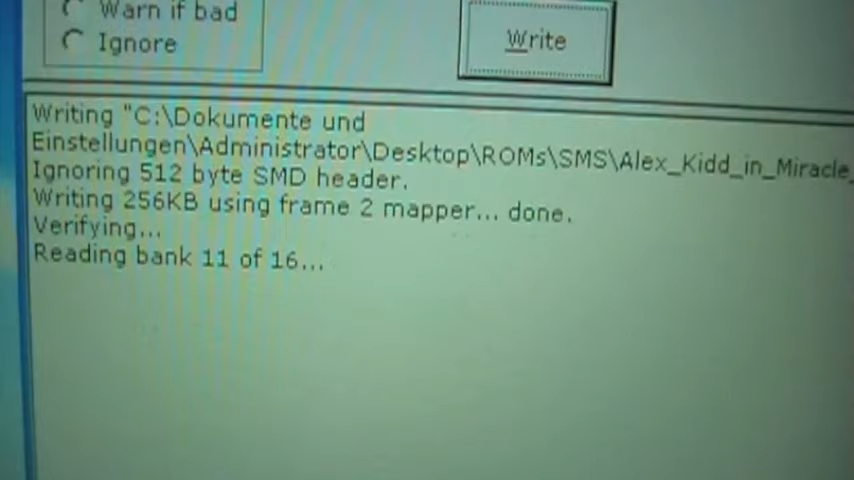 Warn if bad
Ignore
Write
Writing "C:\Dokumente und
Einstellungen\Administrator\Desktop\ROMs\SMS\Alex_Kidd_in_Miracle_
Ignoring 512 byte SMD header.
Writing 256KB using frame 2 mapper... done.
Verifying...
Reading bank 11 of 16...